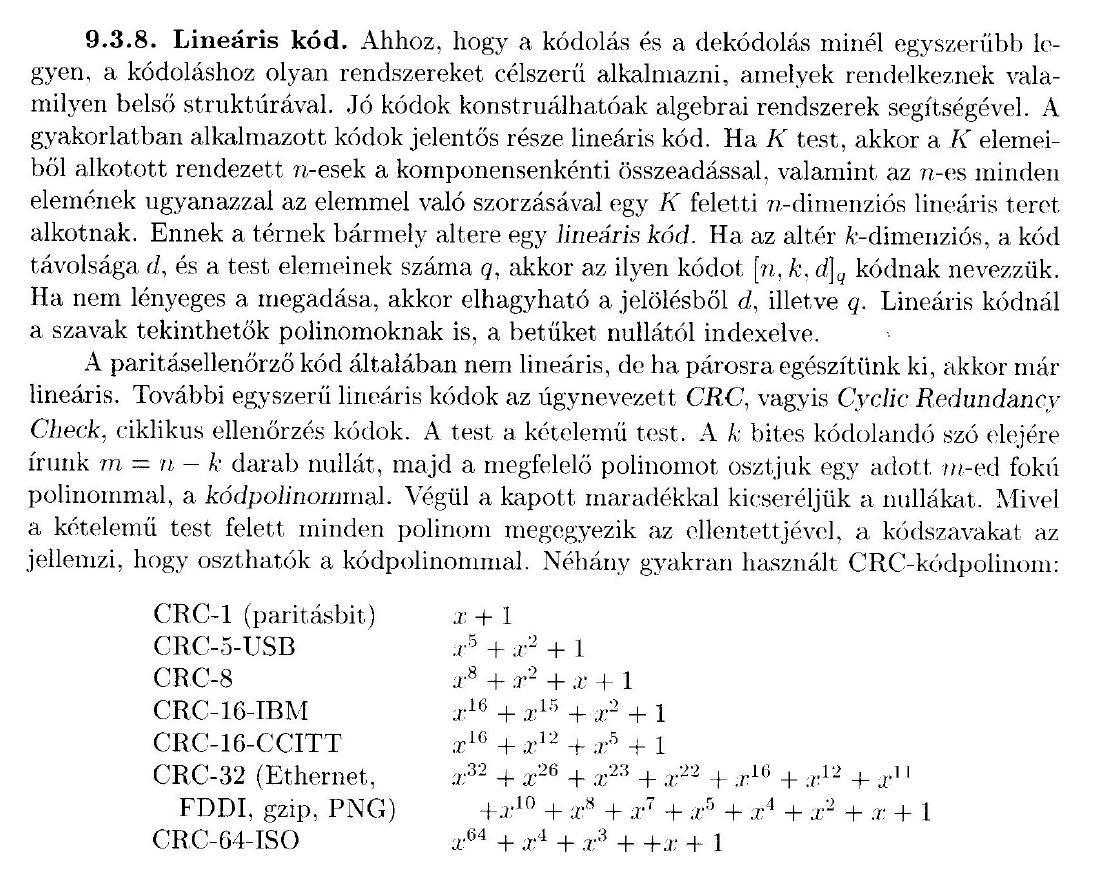 9.3.8. Lineáris kód. Ahhoz, hogy a kódolás és a dekódolás minél egyszerűbb le-
gyen, a kódoláshoz olyan rendszereket célszerű alkalmazni, amelyek rendelkeznek vala-
milyen belső struktúrával. Jó kódok konstruálhatóak algebrai rendszerek segítségével. A
gyakorlatban alkalmazott kódok jelentős része lineáris kód. Ha K test, akkor a K elemei-
ből alkotott rendezett n-esek a komponensenkénti összeadással, valamint az n-es minden
elemének ugyanazzal az elemmel való szorzásával egy K feletti n-dimenziós lineáris teret
alkotnak. Ennek a térnek bármely altere egy lineáris kód. Ha az altér k-dimenziós, a kód
távolsága d, és a test elemeinek száma q, akkor az ilyen kódot [n, k, d]_q kódnak nevezzük.
Ha nem lényeges a megadása, akkor elhagyható a jelölésből d, illetve q. Lineáris kódnál
a szavak tekinthetők polinomoknak is, a betűket nullától indexelve.
A paritásellenőrző kód általában nem lineáris, de ha párosra egészítünk ki, akkor már
lineáris. További egyszerű lineáris kódok az úgynevezett CRC, vagyis Cyclic Redundancy
Check, ciklikus ellenőrzés kódok. A test a kételemű test. A k bites kódolandó szó elejére
írunk m = n − k darab nullát, majd a megfelelő polinomot osztjuk egy adott m-ed fokú
polinommal, a kódpolinommal. Végül a kapott maradékkal kicseréljük a nullákat. Mivel
a kételemű test felett minden polinom megegyezik az ellentettjével, a kódszavakat az
jellemzi, hogy oszthatók a kódpolinommal. Néhány gyakran használt CRC-kódpolinom:
CRC-1 (paritásbit) x + 1
CRC-5-USB x^5 + x^2 + 1
CRC-8 x^8 + x^2 + x + 1
CRC-16-IBM x^16 + x^15 + x^2 + 1
CRC-16-CCITT x^16 + x^12 + x^5 + 1
CRC-32 (Ethernet, x^32 + x^26 + x^23 + x^22 + x^16 + x^12 + x^11
FDDI, gzip, PNG) +x^10 + x^8 + x^7 + x^5 + x^4 + x^2 + x + 1
CRC-64-ISO x^64 + x^4 + x^3 + +x + 1